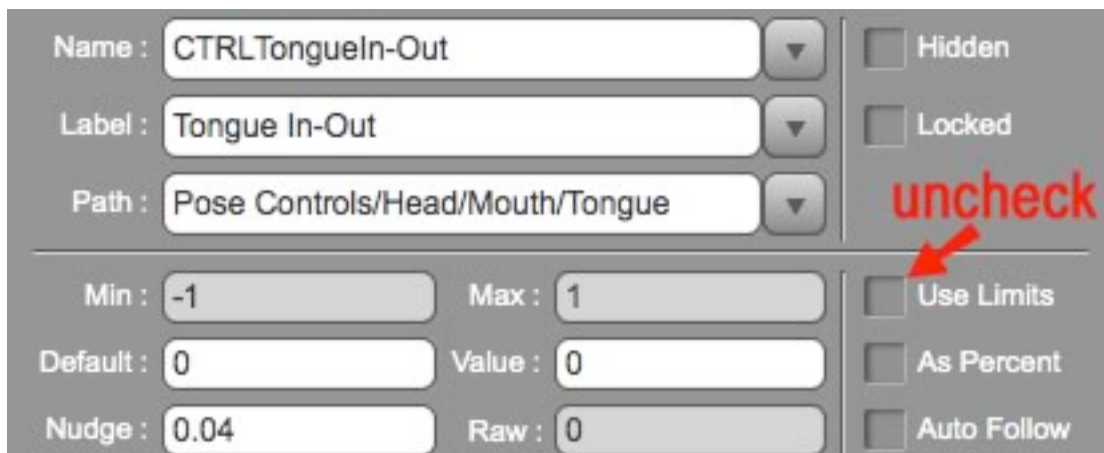 Name : CTRLTongueIn-Out Hidden
Label : Tongue In-Out Locked
Path : Pose Controls/Head/Mouth/Tongue
uncheck
Min : -1 Max : 1 Use Limits
Default : 0 Value : 0 As Percent
Nudge : 0.04 Raw : 0 Auto Follow